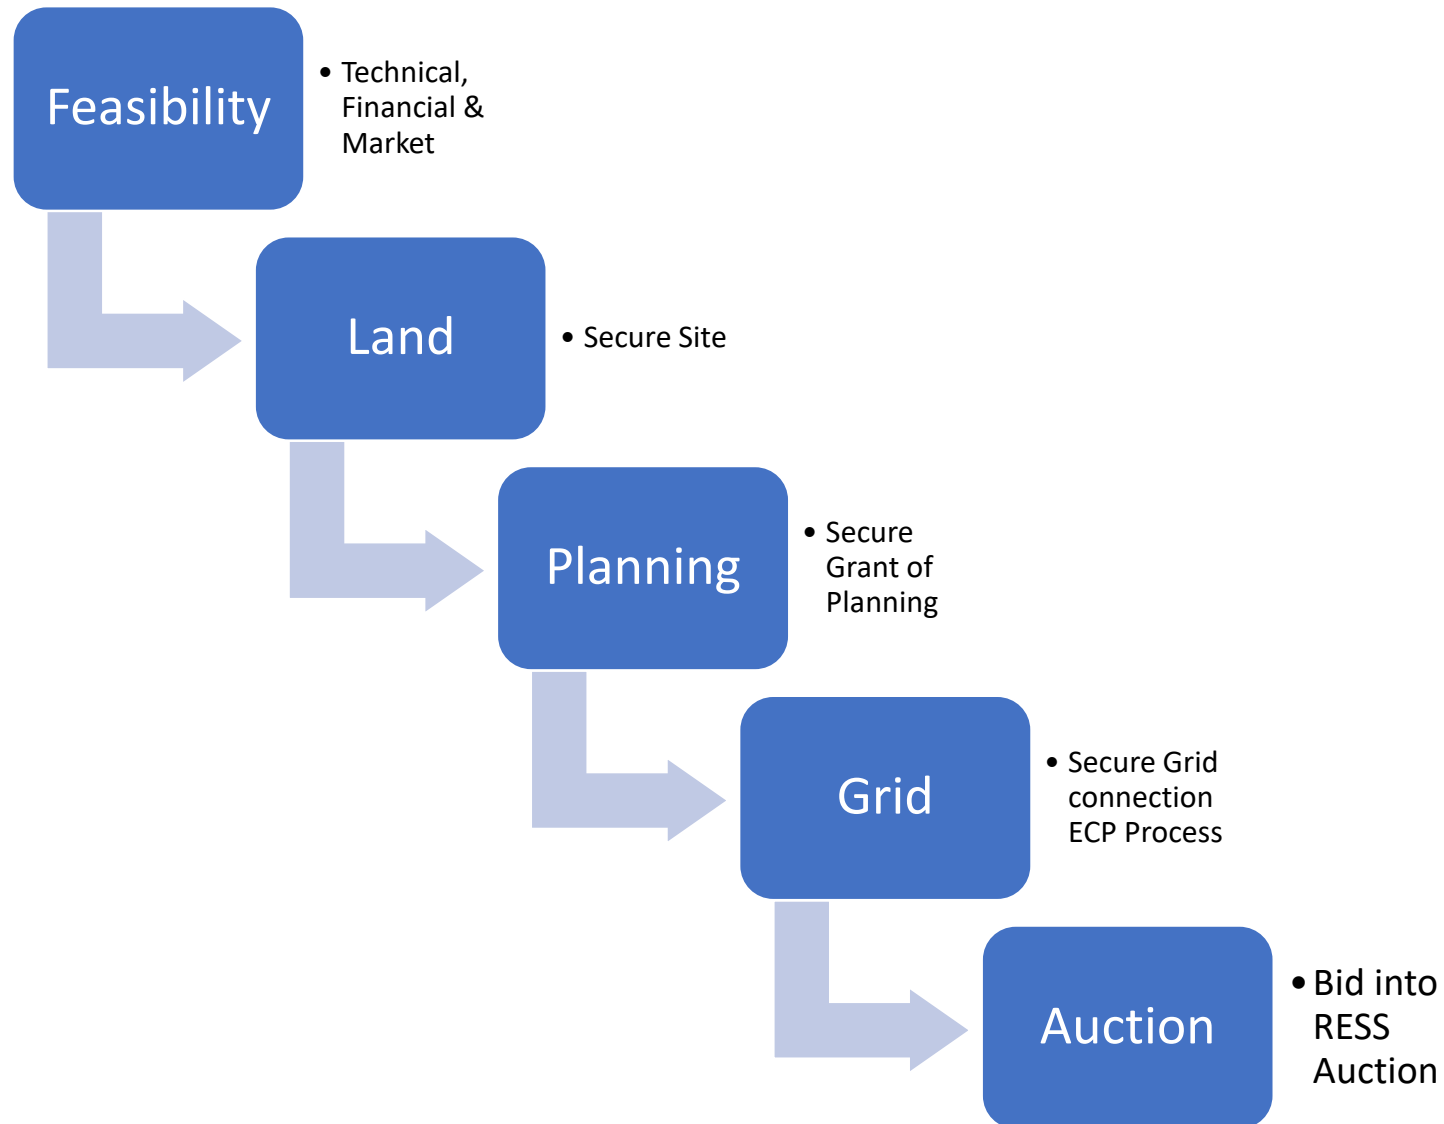 Feasibility
• Technical,
Financial &
Market
Land
• Secure Site
Planning
• Secure
Grant of
Planning
Grid
• Secure Grid
connection
ECP Process
Auction
• Bid into
RESS
Auction